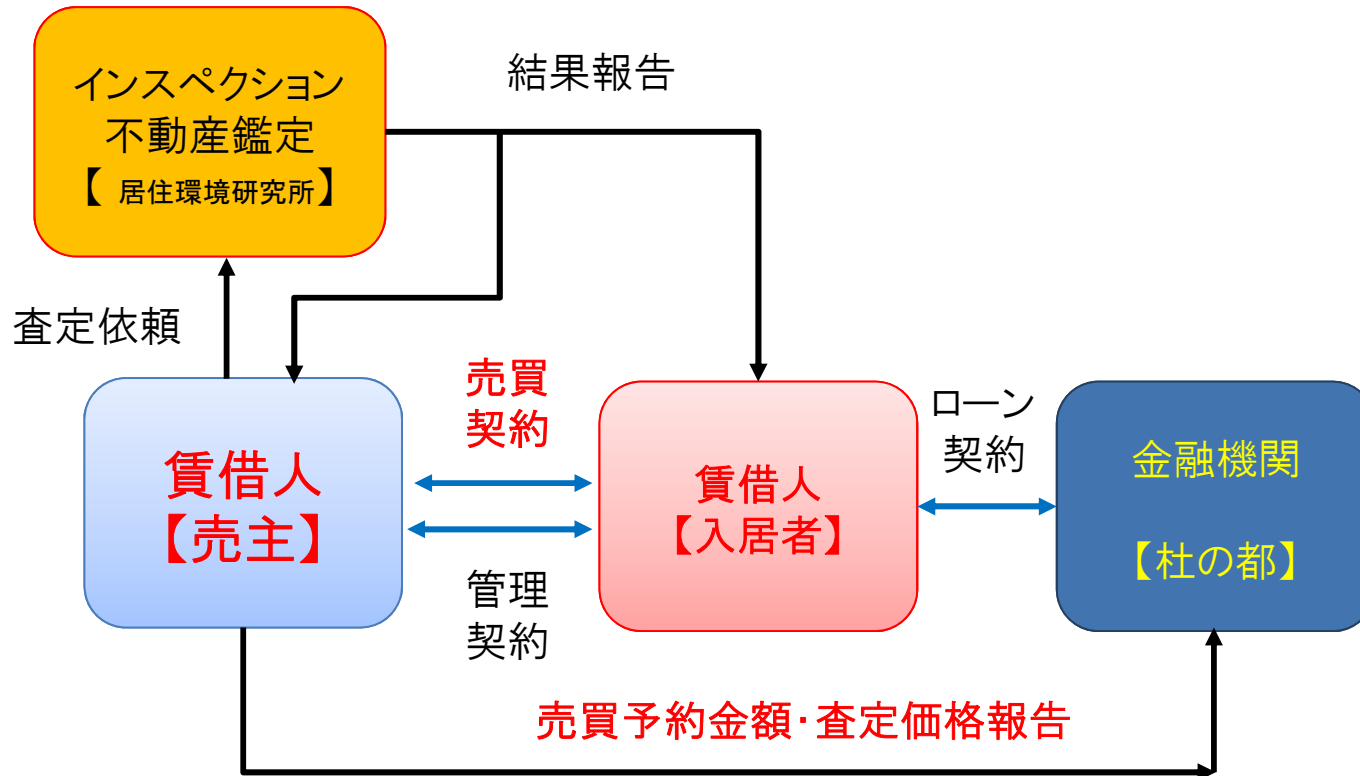 インスペクション
不動産鑑定
【 居住環境研究所】
結果報告
査定依頼
賃借人
【売主】
売買
契約
管理
契約
賃借人
【入居者】
ローン
契約
金融機関
【杜の都】
売買予約金額・査定価格報告